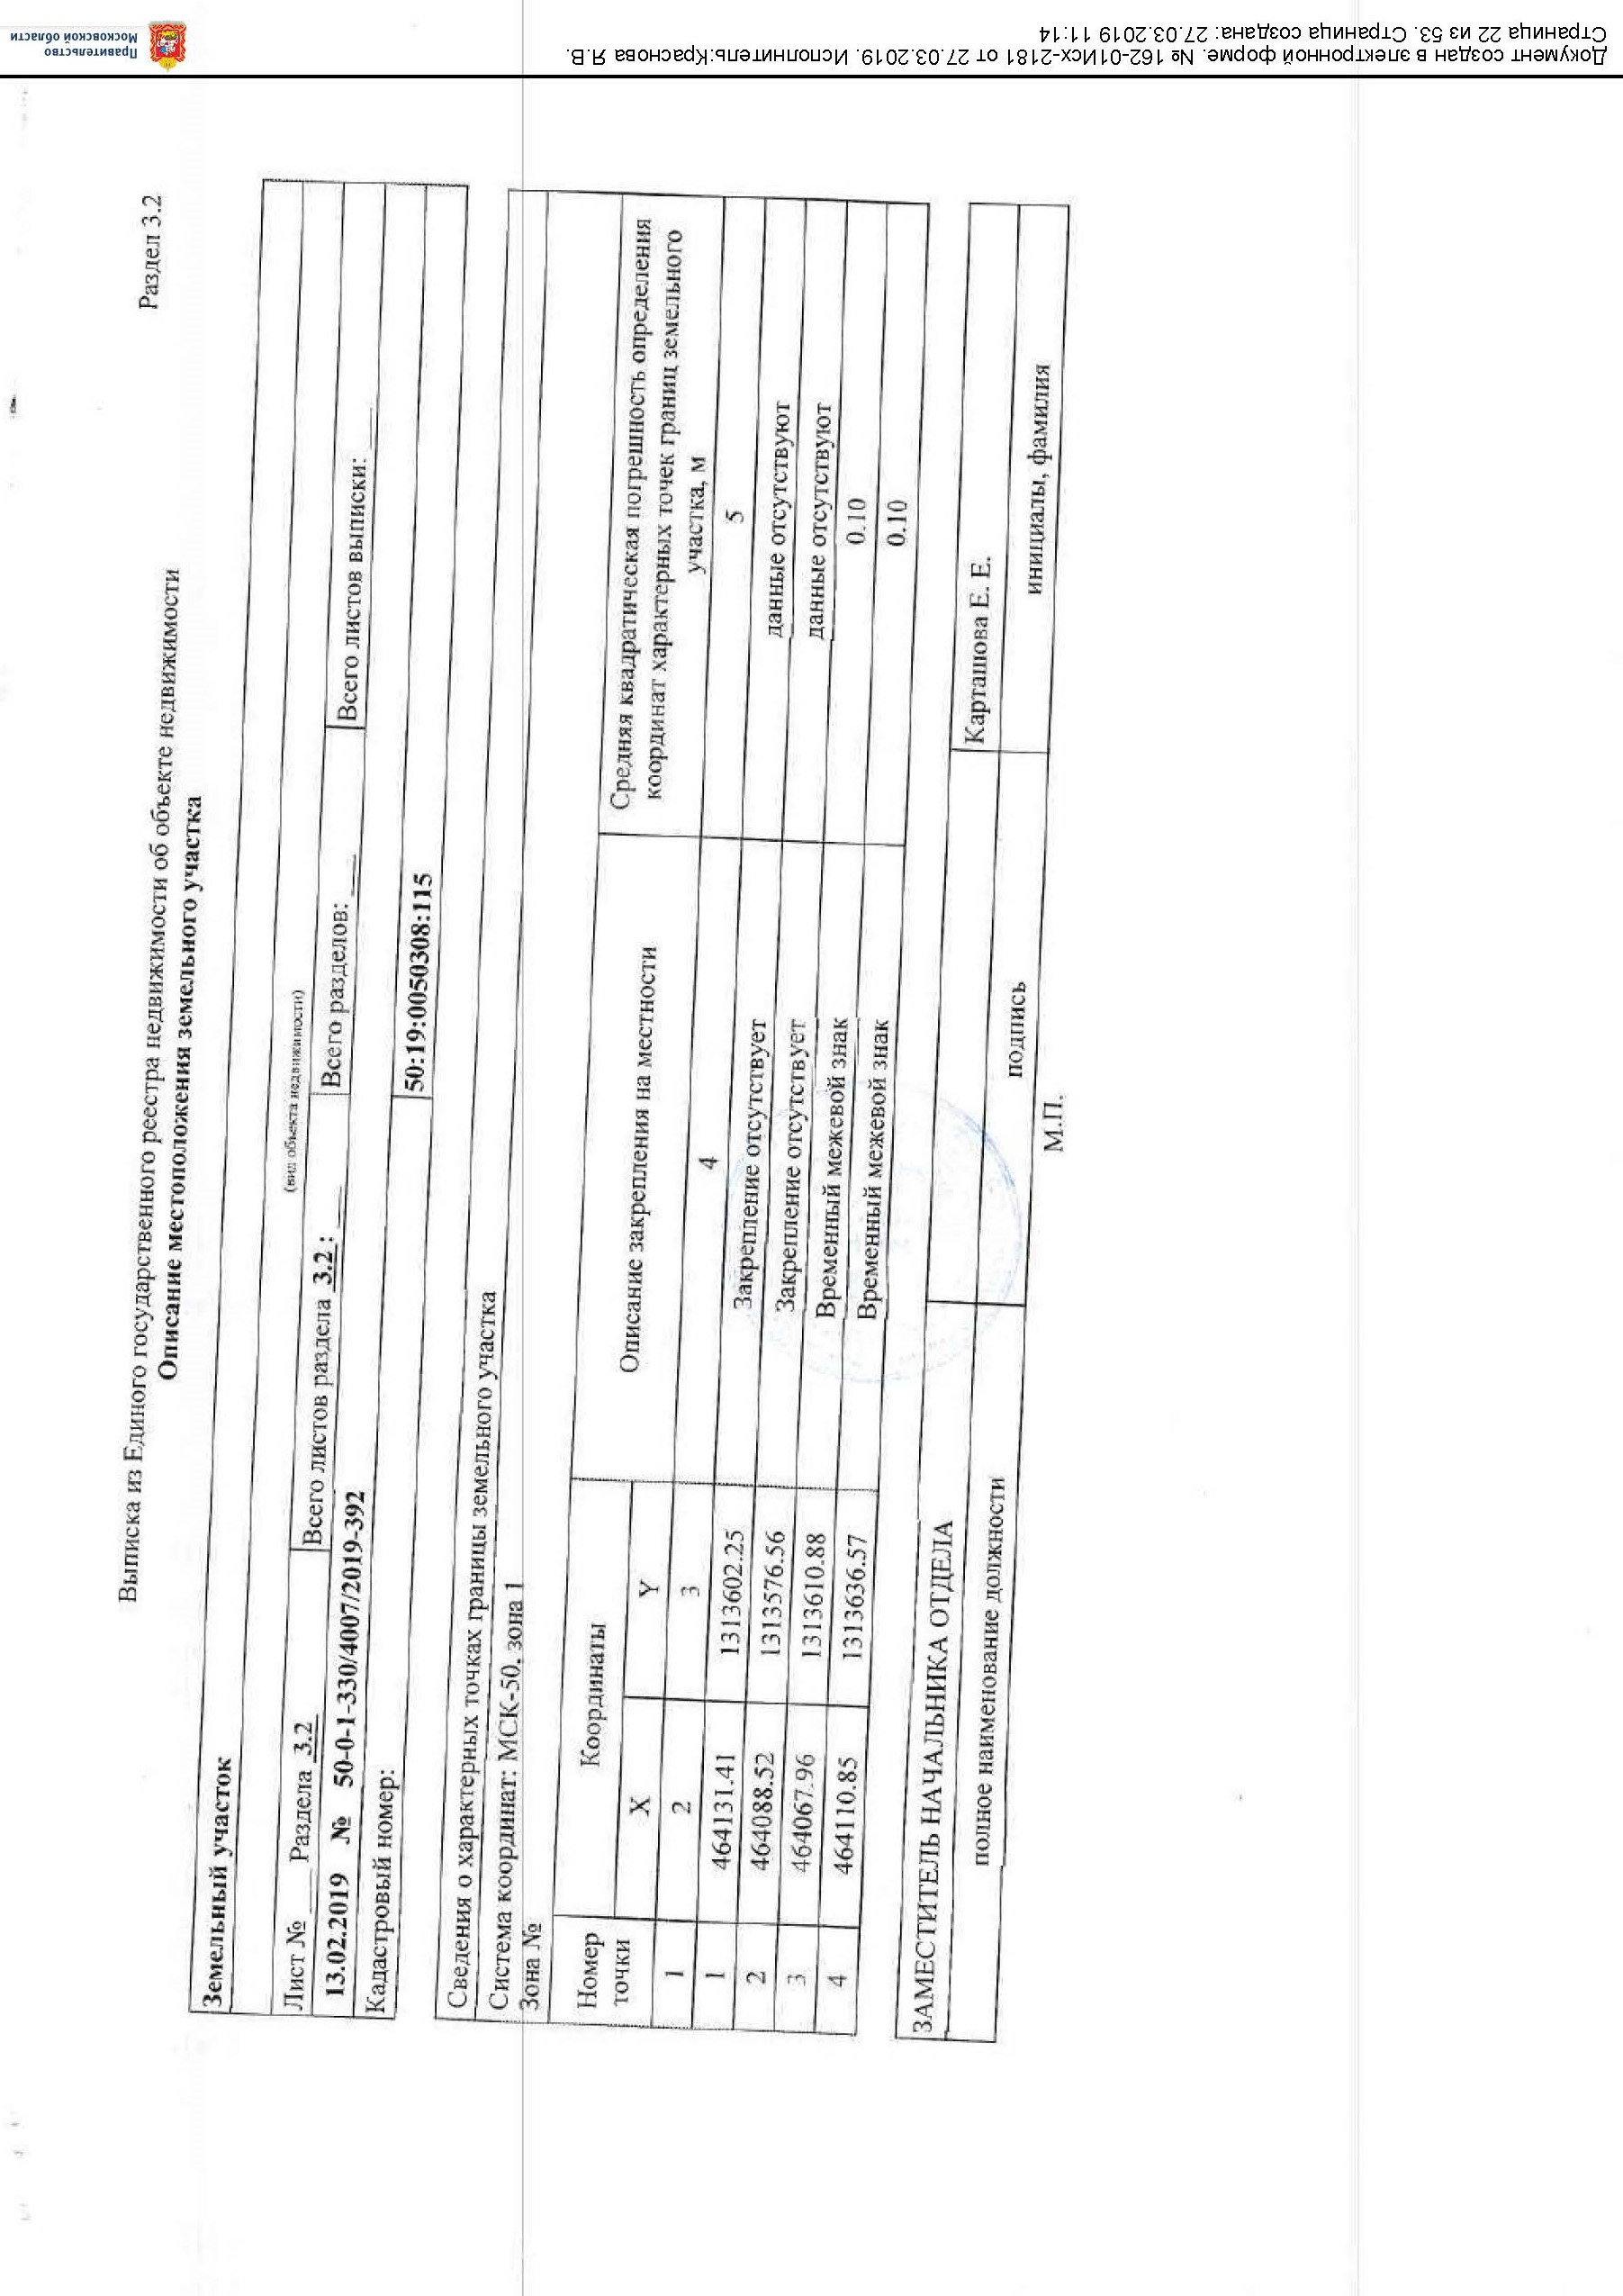 Документ создан в электронной форме. № 162-01Исх-2181 от 27.03.2019. Исполнитель:Краснова Я.В.
Страница 22 из 53. Страница создана: 27.03.2019 11:14
Правительство
Московской области
Раздел 3.2
Выписка из Единого государственного реестра недвижимости об объекте недвижимости
Описание местоположения земельного участка
Земельный участок
(вид объекта недвижимости)
Лист № ___ Раздела 3.2 Всего листов раздела 3.2 : ___ Всего разделов: ___ Всего листов выписки: ___
13.02.2019 № 50-0-1-330/4007/2019-392
Кадастровый номер: 50:19:0050308:115
Сведения о характерных точках границы земельного участка
Система координат: МСК-50, зона 1
Зона №
Номер точки Координаты Описание закрепления на местности Средняя квадратическая погрешность определения
координат характерных точек границ земельного
участка, м
X Y
1 2 3 4 5
1 464131.41 1313602.25 Закрепление отсутствует данные отсутствуют
2 464088.52 1313576.56 Закрепление отсутствует данные отсутствуют
3 464067.96 1313610.88 Временный межевой знак 0.10
4 464110.85 1313636.57 Временный межевой знак 0.10
ЗАМЕСТИТЕЛЬ НАЧАЛЬНИКА ОТДЕЛА Карташова Е. Е.
полное наименование должности подпись инициалы, фамилия
М.П.